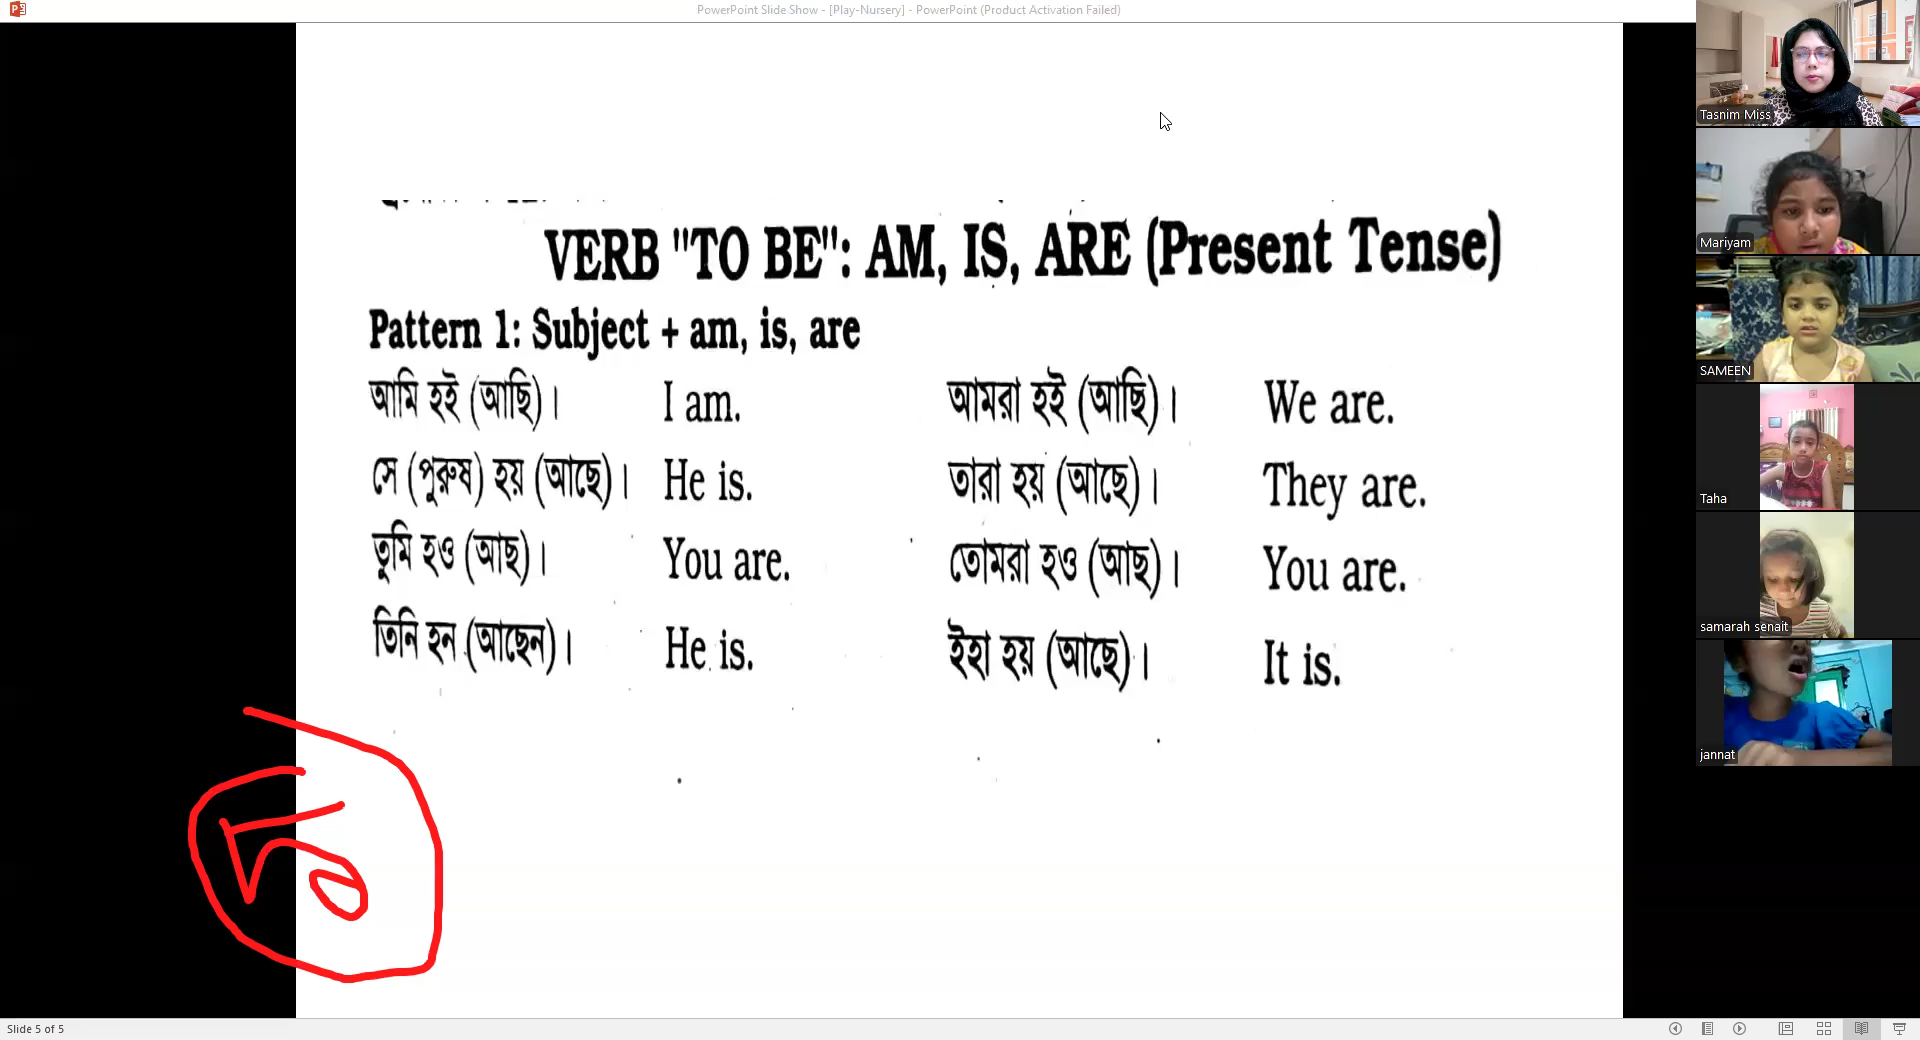 PowerPoint Slide Show - [Play-Nursery] - PowerPoint (Product Activation Failed)
VERB "TO BE": AM, IS, ARE (Present Tense)
Pattern 1: Subject + am, is, are
আমি হই (আছি)। I am. আমরা হই (আছি)। We are.
সে (পুরুষ) হয় (আছে)। He is. তারা হয় (আছে)। They are.
তুমি হও (আছ)। You are. তোমরা হও (আছ)। You are.
তিনি হন (আছেন)। He is. ইহা হয় (আছে)। It is.
Slide 5 of 5
Tasnim Miss
Mariyam
SAMEEN
Taha
samarah senait
jannat